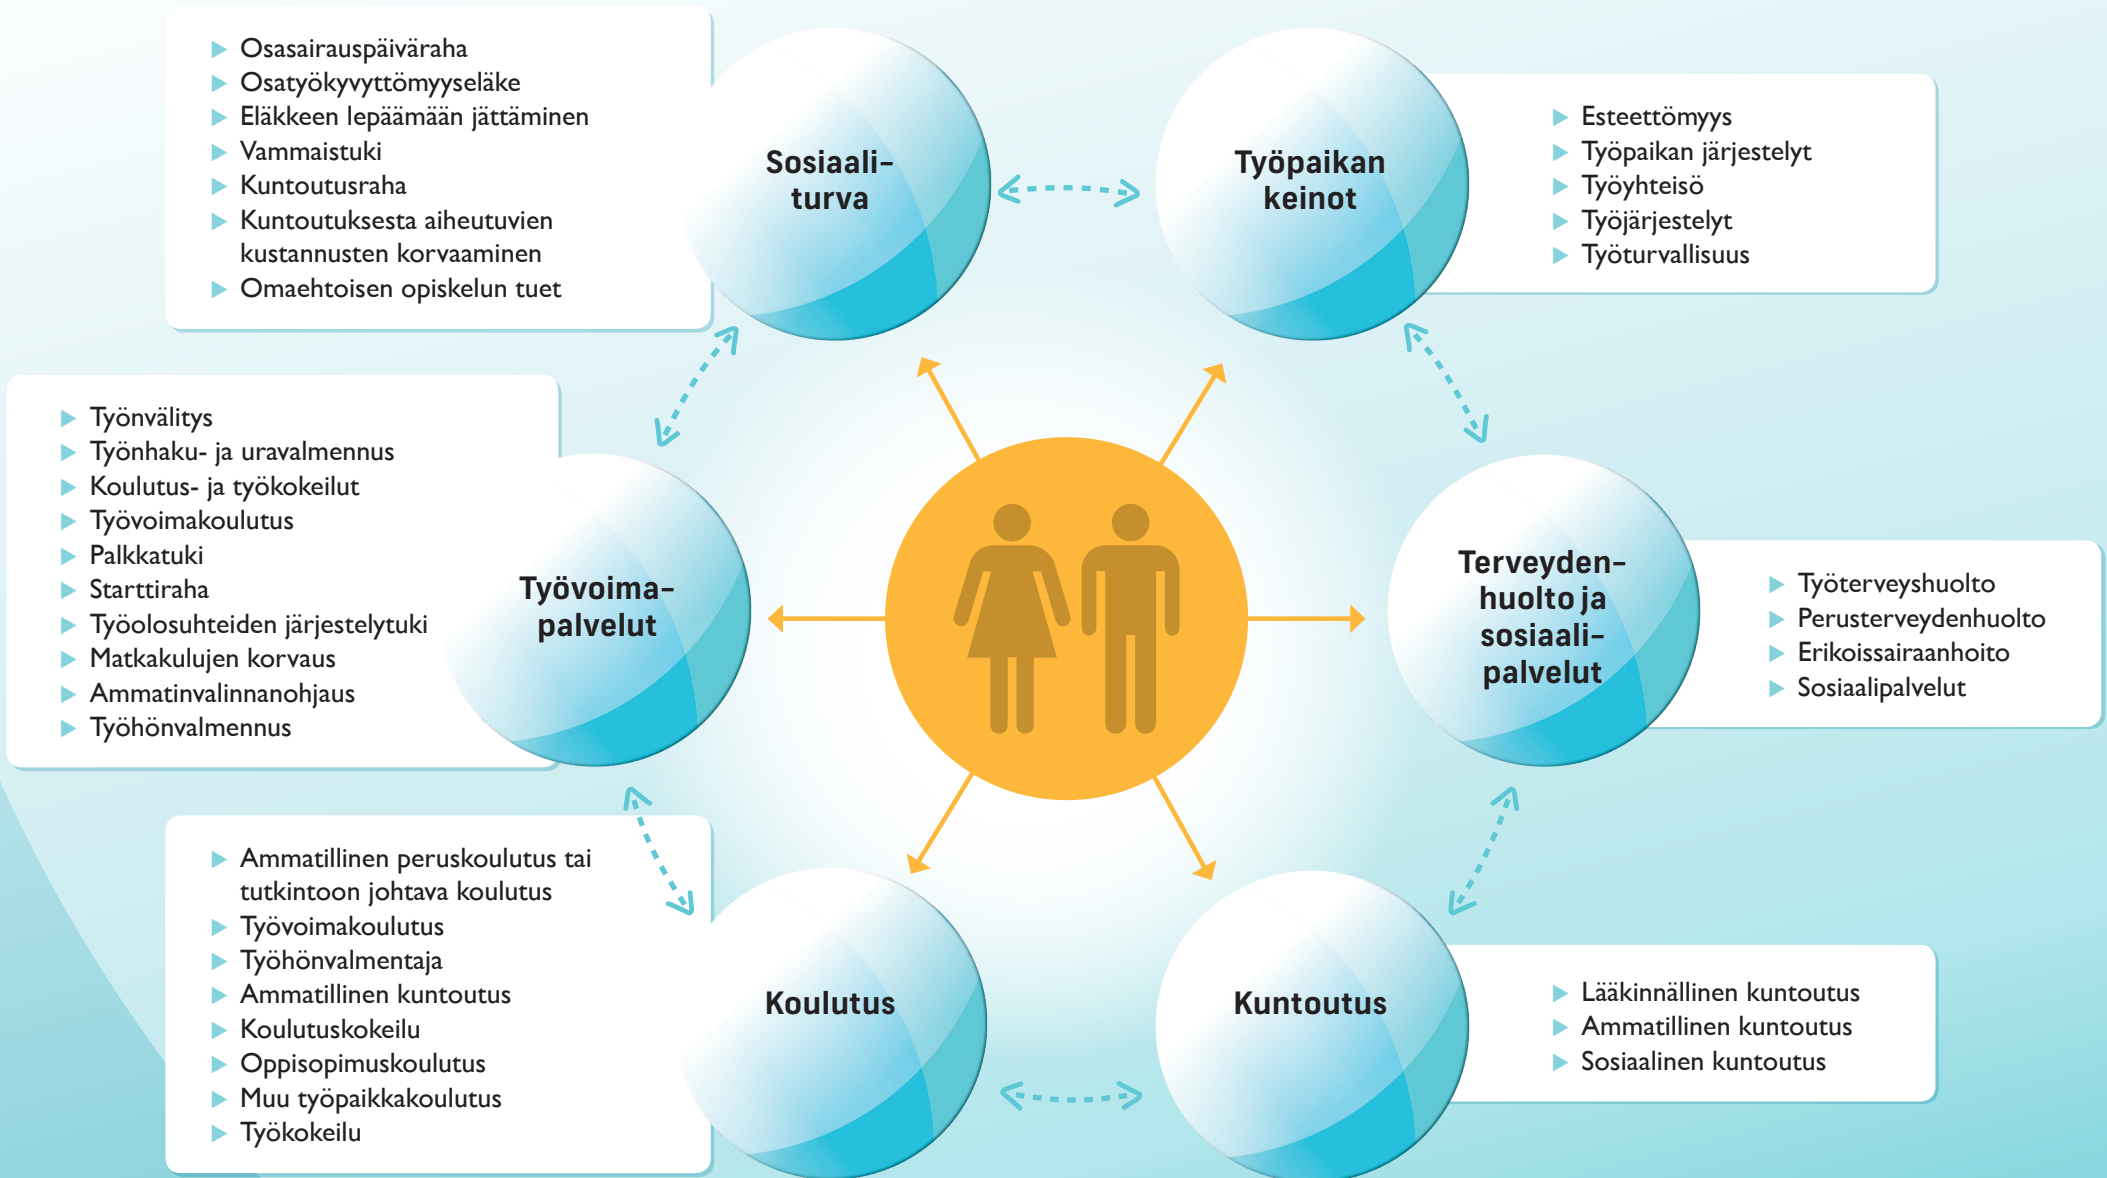 Osasairauspäiväraha
Osatyökyvyttömyyseläke
Eläkkeen lepäämään jättäminen
Vammaistuki
Kuntoutusraha
Kuntoutuksesta aiheutuvien
kustannusten korvaaminen
Omaehtoisen opiskelun tuet
Sosiaali-
turva
Työpaikan
keinot
Esteettömyys
Työpaikan järjestelyt
Työyhteisö
Työjärjestelyt
Työturvallisuus
Työnvälitys
Työnhaku- ja uravalmennus
Koulutus- ja työkokeilut
Työvoimakoulutus
Palkkatuki
Starttiraha
Työolosuhteiden järjestelytuki
Matkakulujen korvaus
Ammatinvalinnanohjaus
Työhönvalmennus
Työvoima-
palvelut
Terveyden-
huolto ja
sosiaali-
palvelut
Työterveyshuolto
Perusterveydenhuolto
Erikoissairaanhoito
Sosiaalipalvelut
Ammatillinen peruskoulutus tai
tutkintoon johtava koulutus
Työvoimakoulutus
Työhönvalmentaja
Ammatillinen kuntoutus
Koulutuskokeilu
Oppisopimuskoulutus
Muu työpaikkakoulutus
Työkokeilu
Koulutus
Kuntoutus
Lääkinnällinen kuntoutus
Ammatillinen kuntoutus
Sosiaalinen kuntoutus